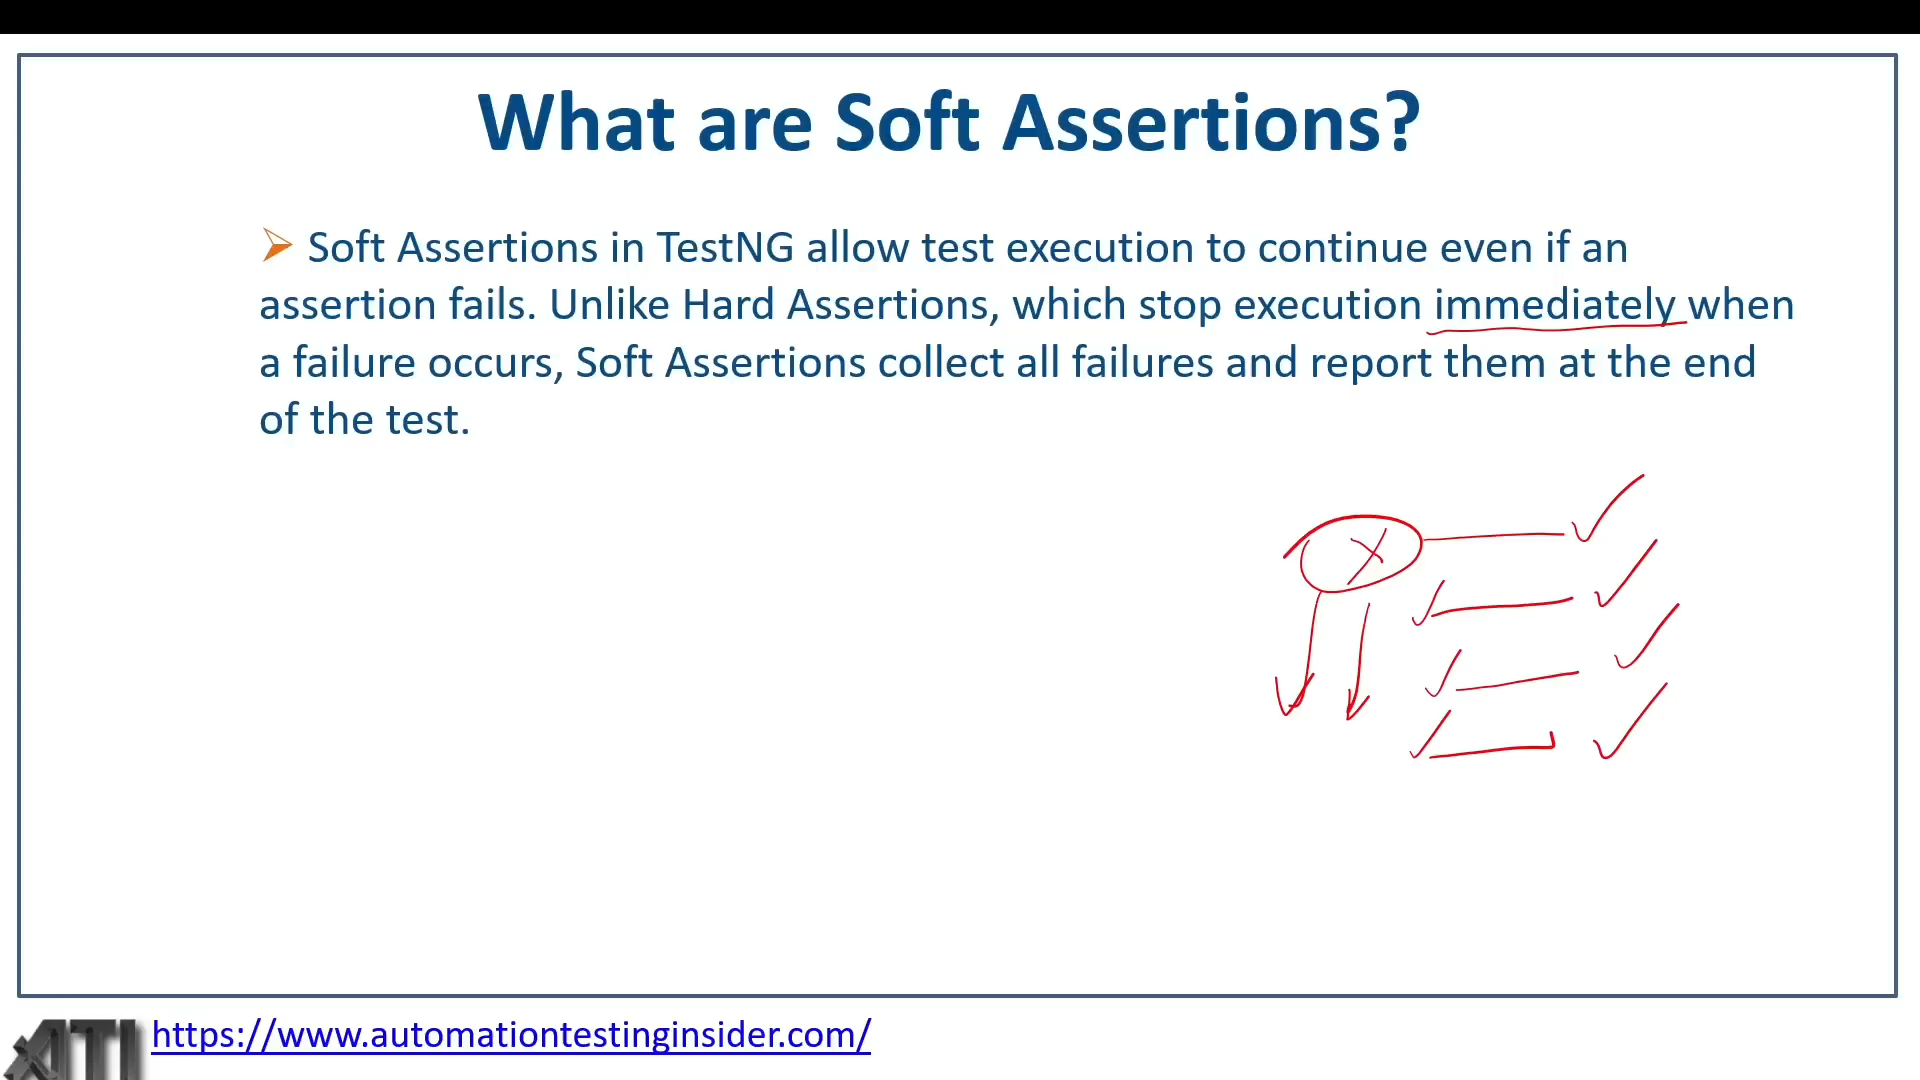 What are Soft Assertions?
Soft Assertions in TestNG allow test execution to continue even if an
assertion fails. Unlike Hard Assertions, which stop execution immediately when
a failure occurs, Soft Assertions collect all failures and report them at the end
of the test.
ATI https://www.automationtestinginsider.com/